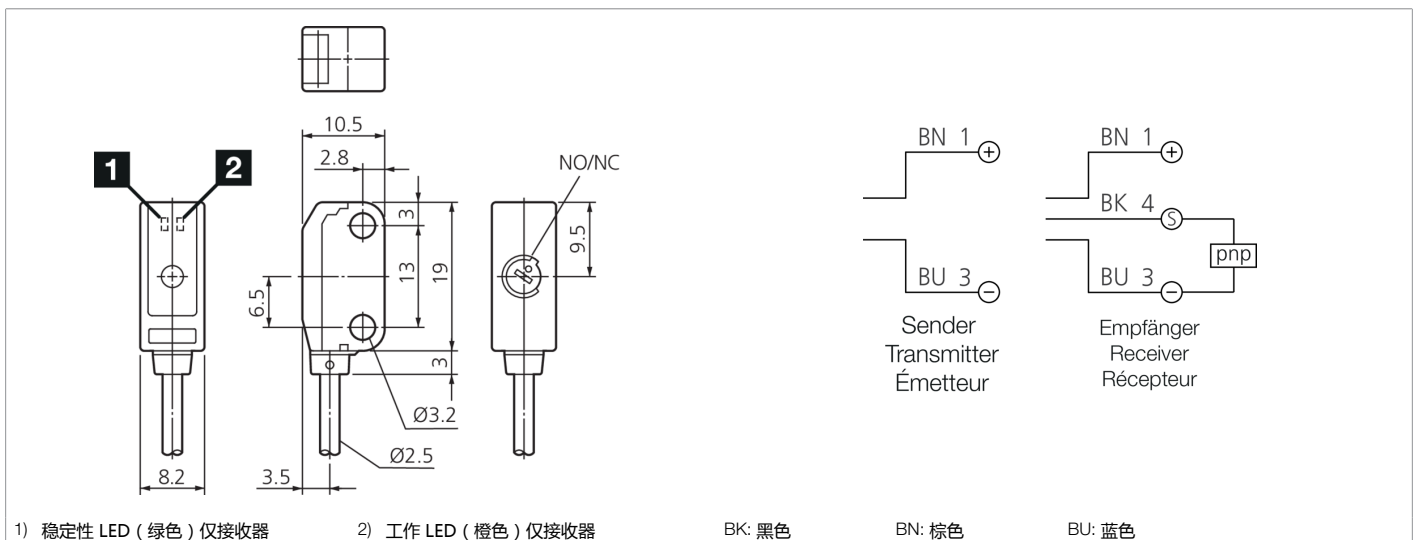 10.5
2.8
NO/NC
1
2
3
9.5
13
19
6.5
3
Ø3.2
Ø2.5
8.2
3.5
BN 1
BU 3
Sender
Transmitter
Émetteur
BN 1
BK 4
S
pnp
BU 3
Empfänger
Receiver
Récepteur
1) 稳定性 LED（绿色）仅接收器
2) 工作 LED（橙色）仅接收器
BK: 黑色
BN: 棕色
BU: 蓝色